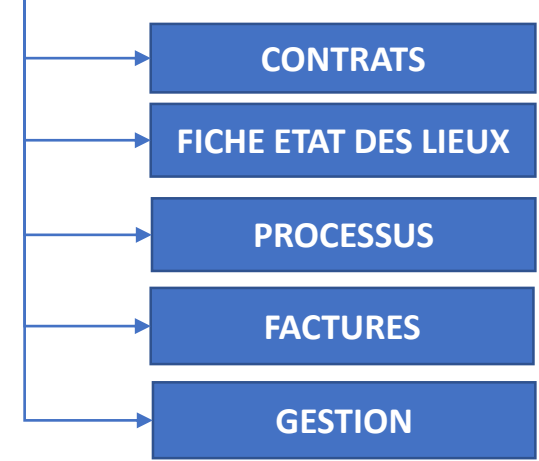 CONTRATS
FICHE ETAT DES LIEUX
PROCESSUS
FACTURES
GESTION